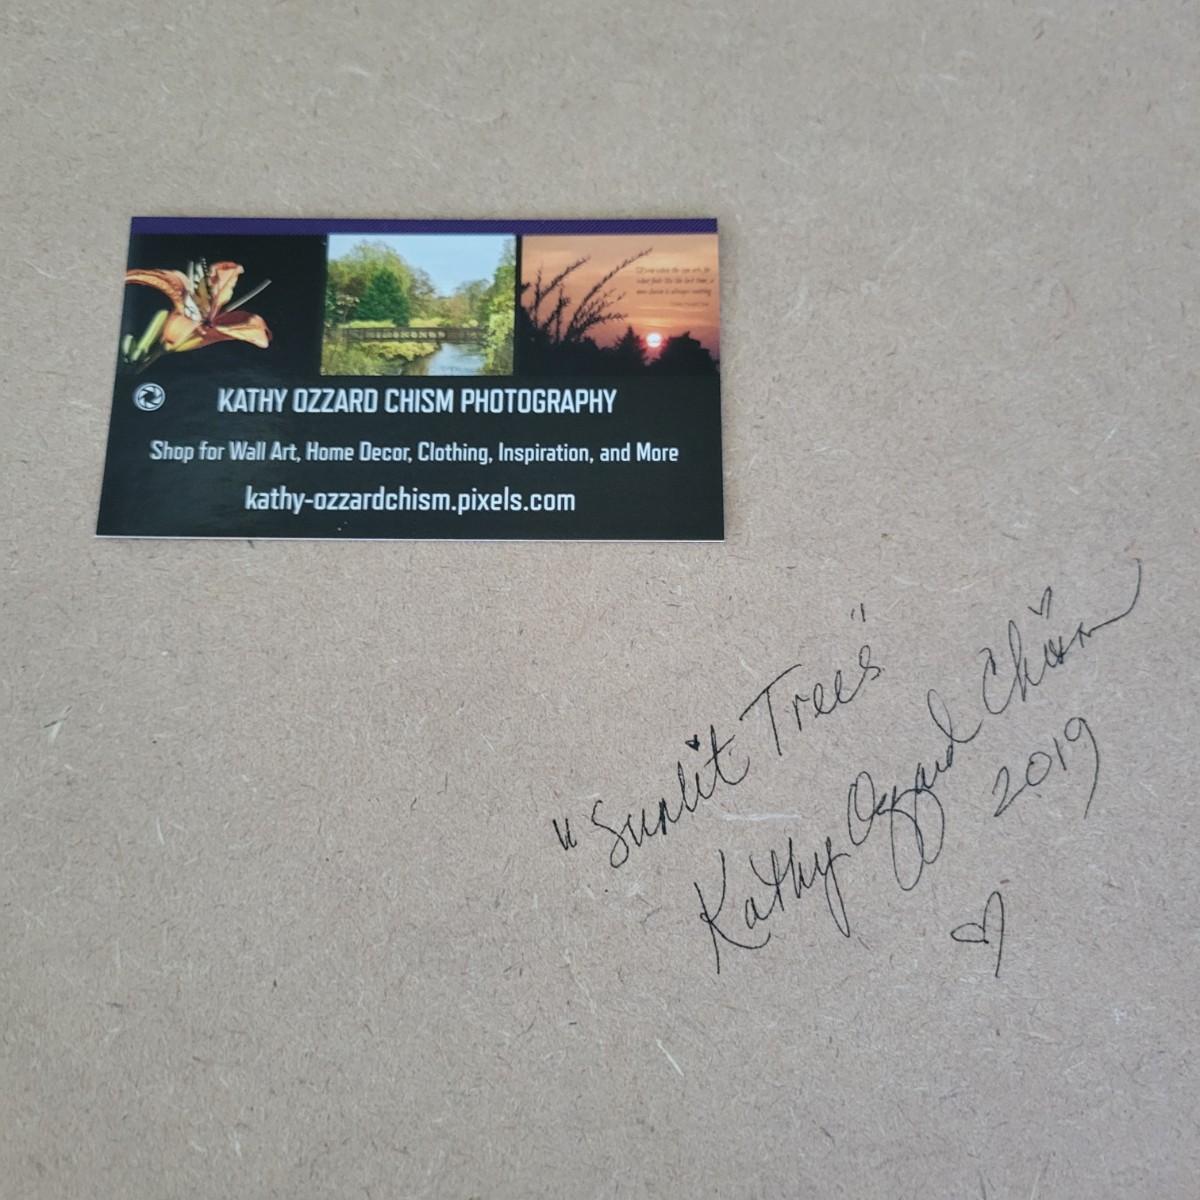 KATHY OZZARD CHISM PHOTOGRAPHY
Shop for Wall Art, Home Decor, Clothing, Inspiration, and More
kathy-ozzardchism.pixels.com
"Sunlit Trees"
Kathy Ozzard Chism
2019